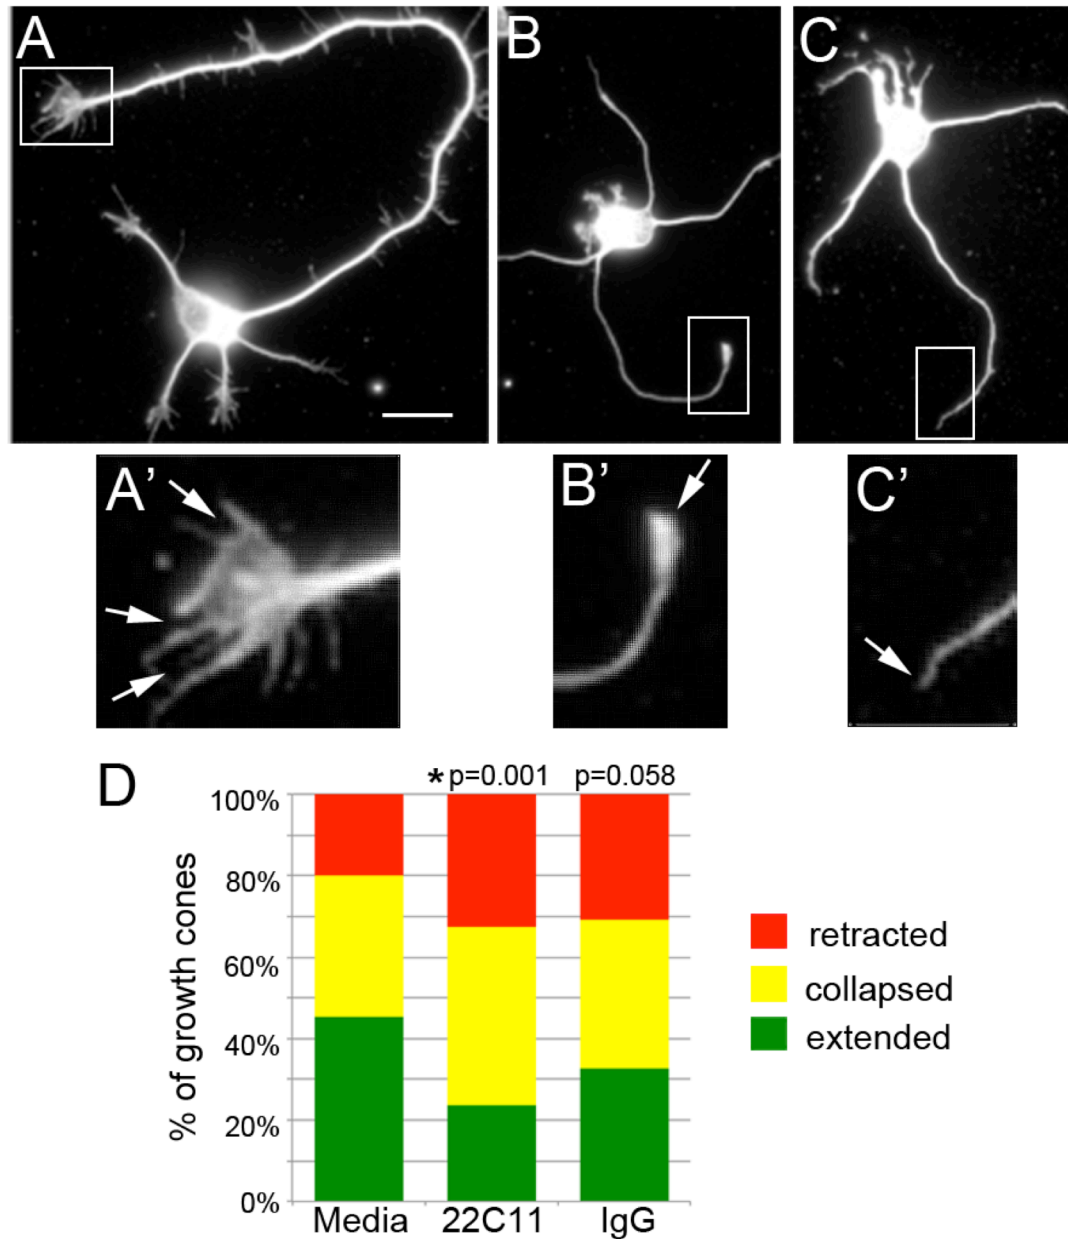 A
B
C
A’
B’
C’
D
* p=0.001
p=0.058
100%
80%
60%
40%
20%
0%
% of growth cones
Media
22C11
IgG
retracted
collapsed
extended